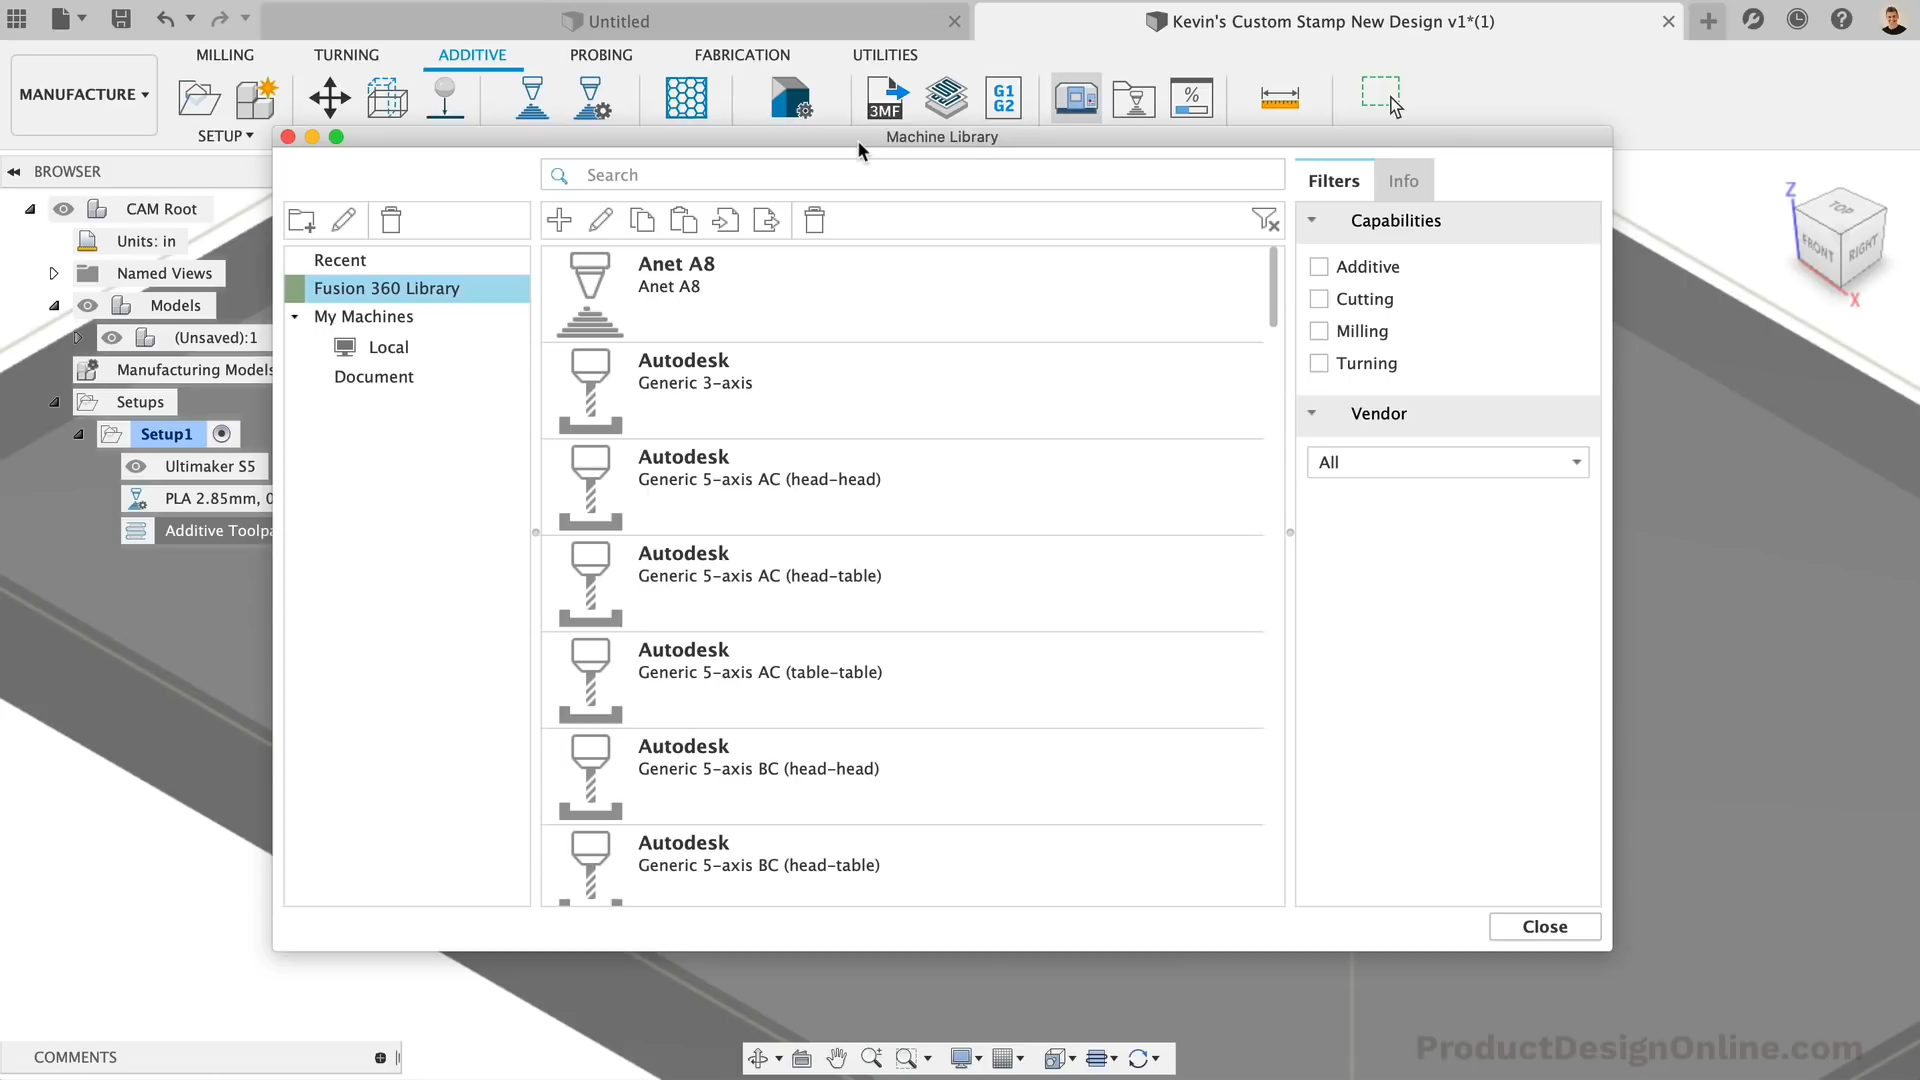 Untitled
Kevin's Custom Stamp New Design v1*(1)
MILLING
TURNING
ADDITIVE
PROBING
FABRICATION
UTILITIES
MANUFACTURE
3MF
G1
G2
%
SETUP
Machine Library
BROWSER
CAM Root
Units: in
Named Views
Models
(Unsaved):1
Manufacturing Models
Setups
Setup1
Ultimaker S5
PLA 2.85mm, 0
Additive Toolpa
Search
Recent
Fusion 360 Library
My Machines
Local
Document
Anet A8
Anet A8
Autodesk
Generic 3-axis
Autodesk
Generic 5-axis AC (head-head)
Autodesk
Generic 5-axis AC (head-table)
Autodesk
Generic 5-axis AC (table-table)
Autodesk
Generic 5-axis BC (head-head)
Autodesk
Generic 5-axis BC (head-table)
Filters
Info
Capabilities
Additive
Cutting
Milling
Turning
Vendor
All
Close
Z
TOP
FRONT
RIGHT
X
COMMENTS
ProductDesignOnline.com